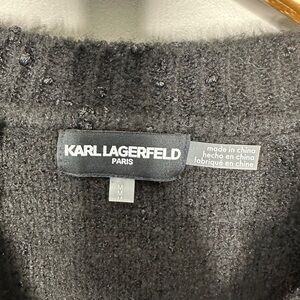 KARL LAGERFELD
PARIS
made in china
hecho en china
fabriqué en chine
M